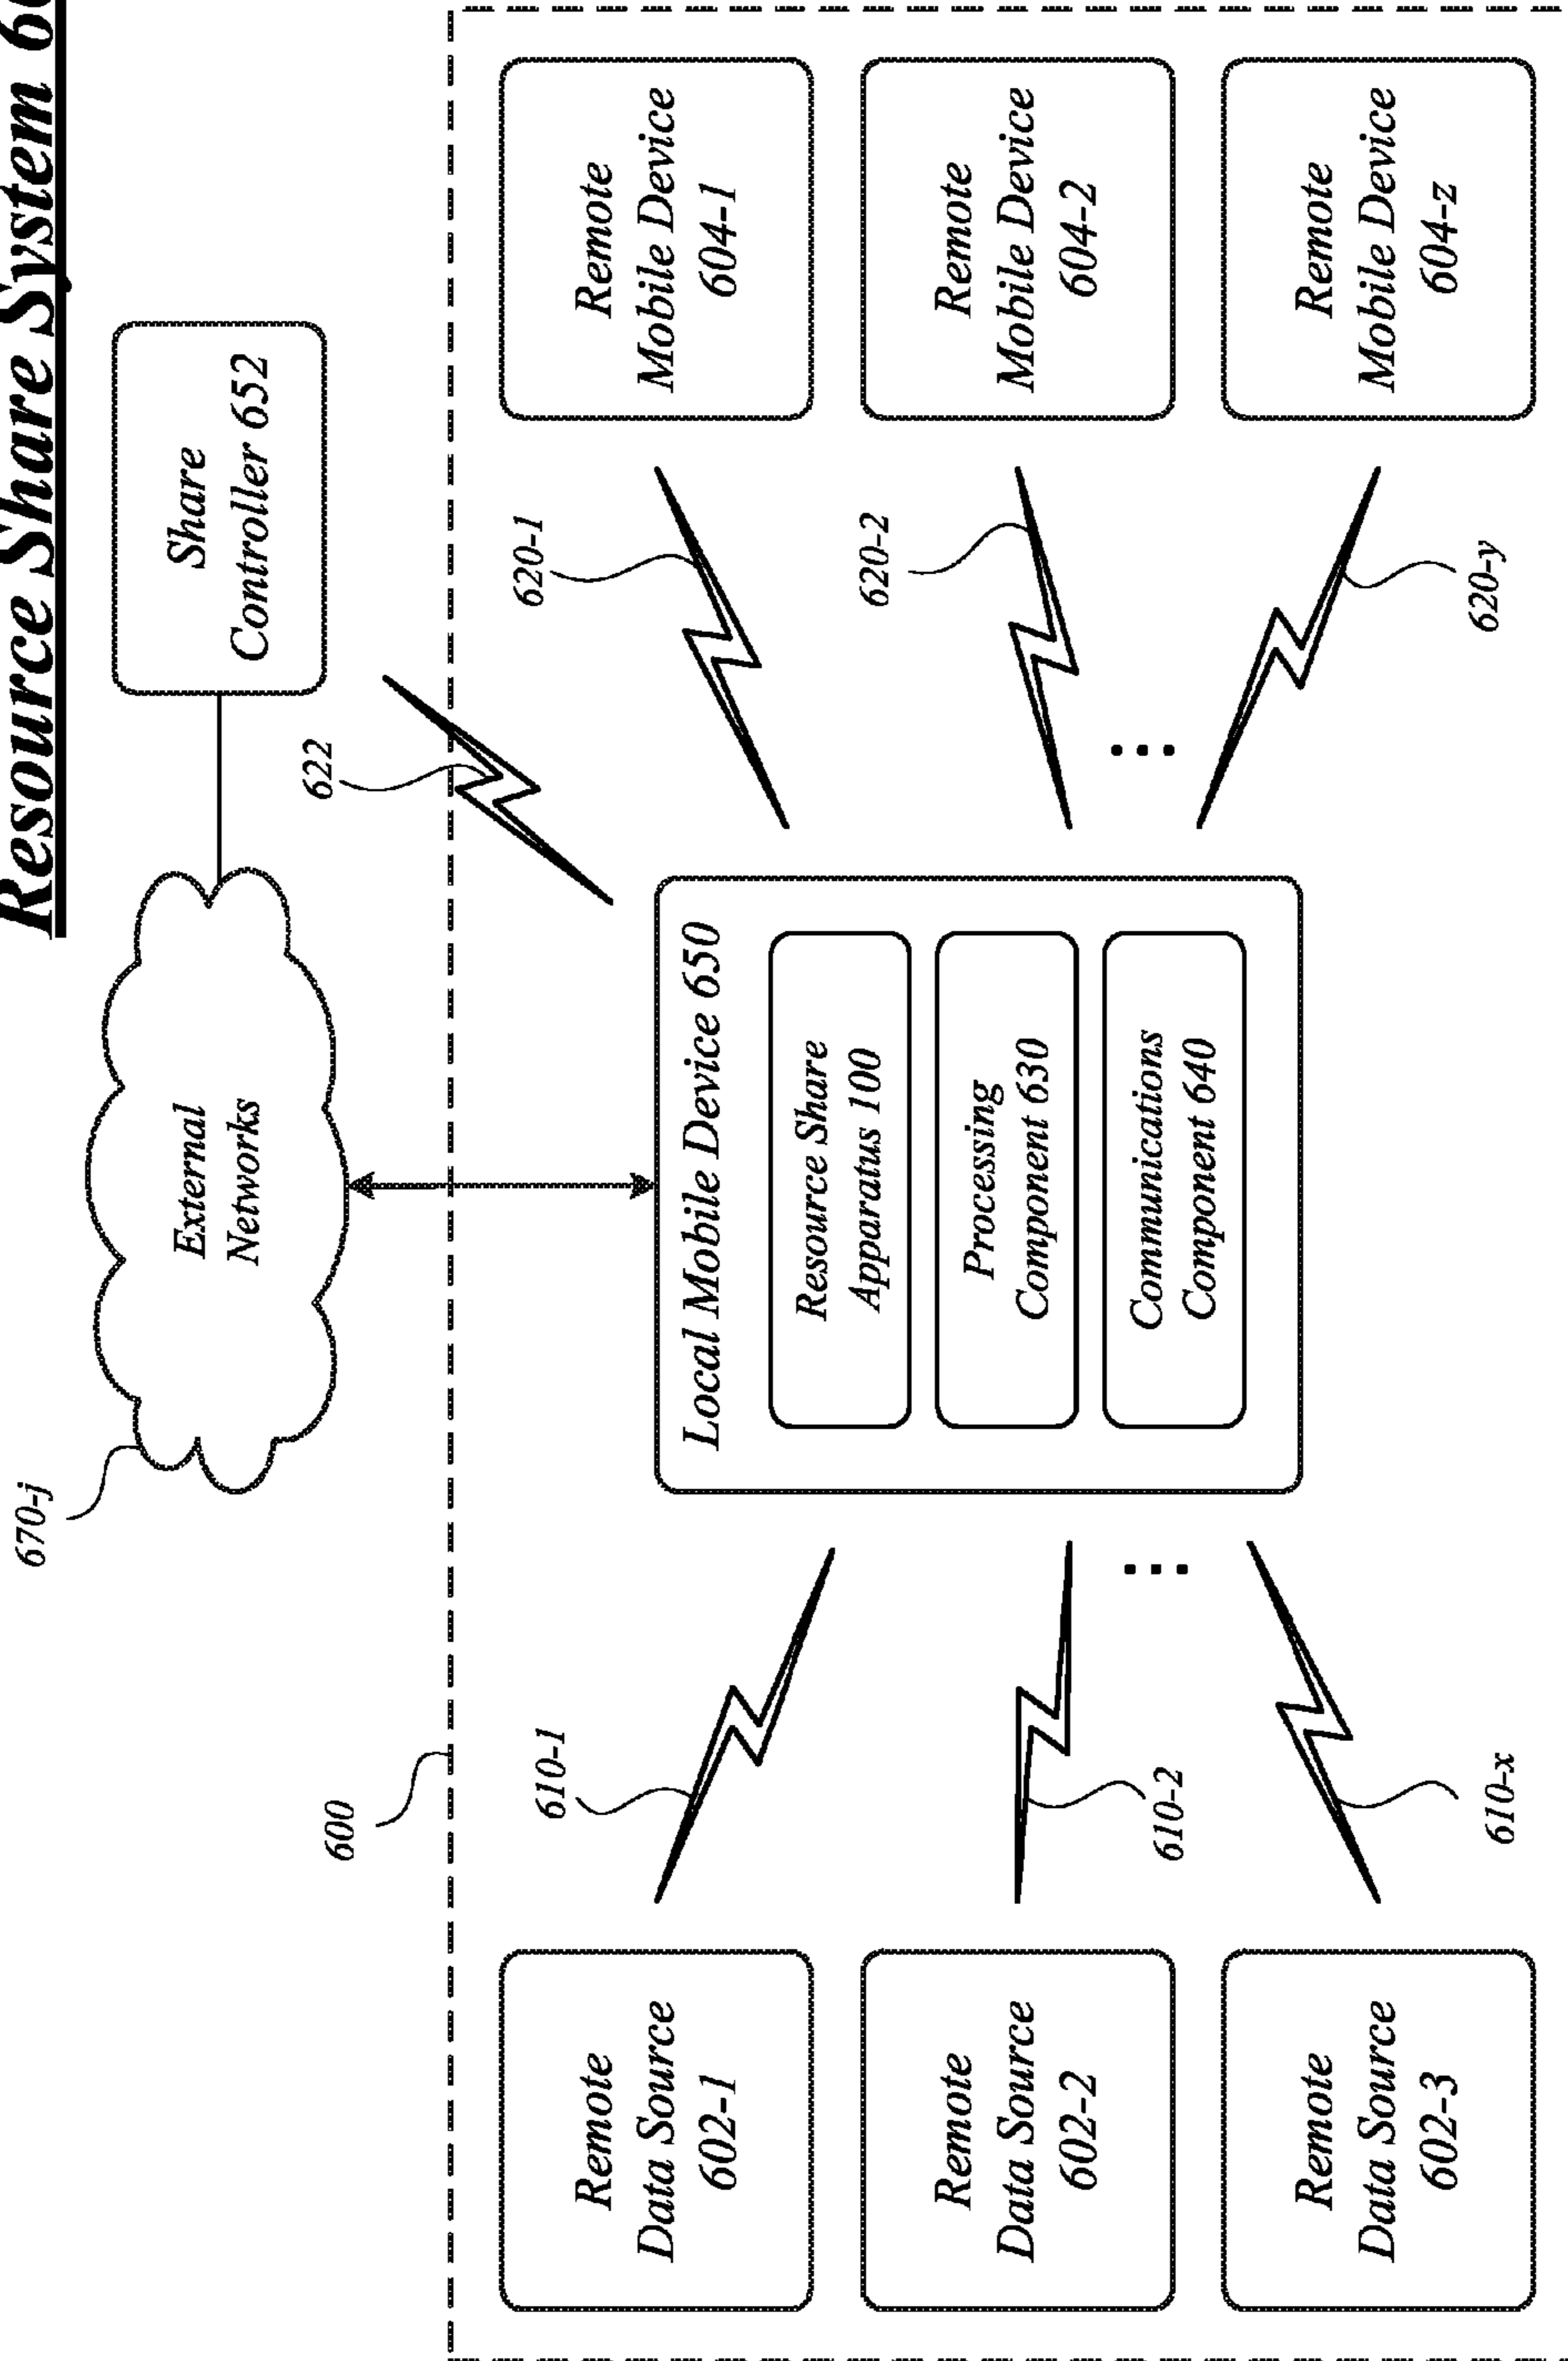 Resource Share System
670-j
External
Networks
Share
Controller 652
600
622
Remote
Data Source
602-1
610-1
Local Mobile Device 650
Resource Share
Apparatus 100
Processing
Component 630
Communications
Component 640
620-1
Remote
Mobile Device
604-1
Remote
Data Source
602-2
610-2
620-2
Remote
Mobile Device
604-2
Remote
Data Source
602-3
610-x
620-y
Remote
Mobile Device
604-z